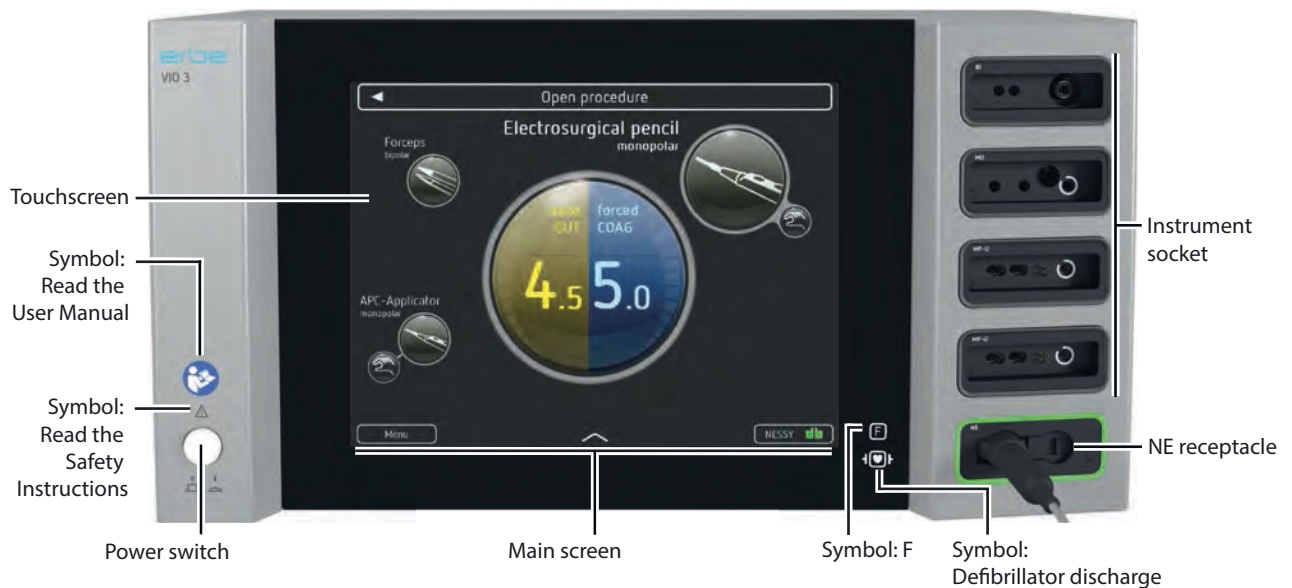 erbe
VIO 3
Open procedure
Electrosurgical pencil
monopolar
Forceps
bipolar
auto
CUT
forced
COAG
4.5
5.0
APC-Applicator
monopolar
Menu
NESSY
F
BI
MO
MF-U
MF-U
NE
Touchscreen
Symbol:
Read the
User Manual
Symbol:
Read the
Safety
Instructions
Power switch
Main screen
Symbol: F
Symbol:
Defibrillator discharge
Instrument
socket
NE receptacle